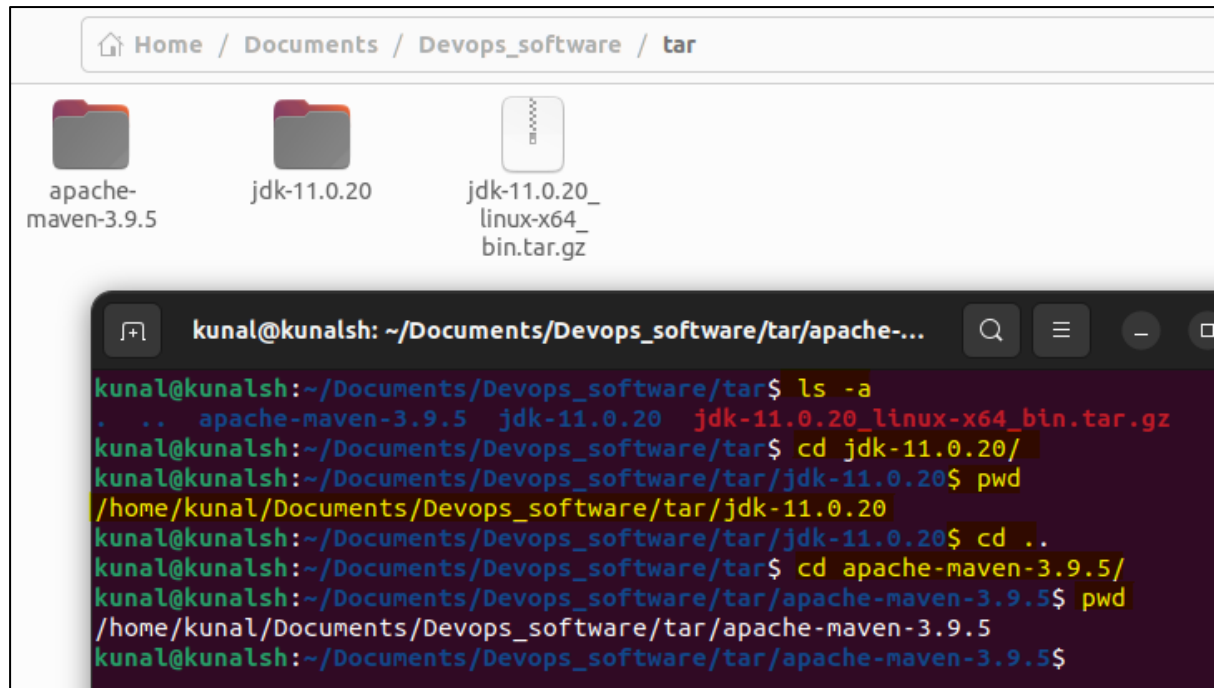 Home / Documents / Devops_software / tar
apache-
maven-3.9.5
jdk-11.0.20
jdk-11.0.20_
linux-x64_
bin.tar.gz
kunal@kunalsh: ~/Documents/Devops_software/tar/apache-...
kunal@kunalsh:~/Documents/Devops_software/tar$ ls -a
.  ..  apache-maven-3.9.5  jdk-11.0.20  jdk-11.0.20_linux-x64_bin.tar.gz
kunal@kunalsh:~/Documents/Devops_software/tar$ cd jdk-11.0.20/
kunal@kunalsh:~/Documents/Devops_software/tar/jdk-11.0.20$ pwd
/home/kunal/Documents/Devops_software/tar/jdk-11.0.20
kunal@kunalsh:~/Documents/Devops_software/tar/jdk-11.0.20$ cd ..
kunal@kunalsh:~/Documents/Devops_software/tar$ cd apache-maven-3.9.5/
kunal@kunalsh:~/Documents/Devops_software/tar/apache-maven-3.9.5$ pwd
/home/kunal/Documents/Devops_software/tar/apache-maven-3.9.5
kunal@kunalsh:~/Documents/Devops_software/tar/apache-maven-3.9.5$